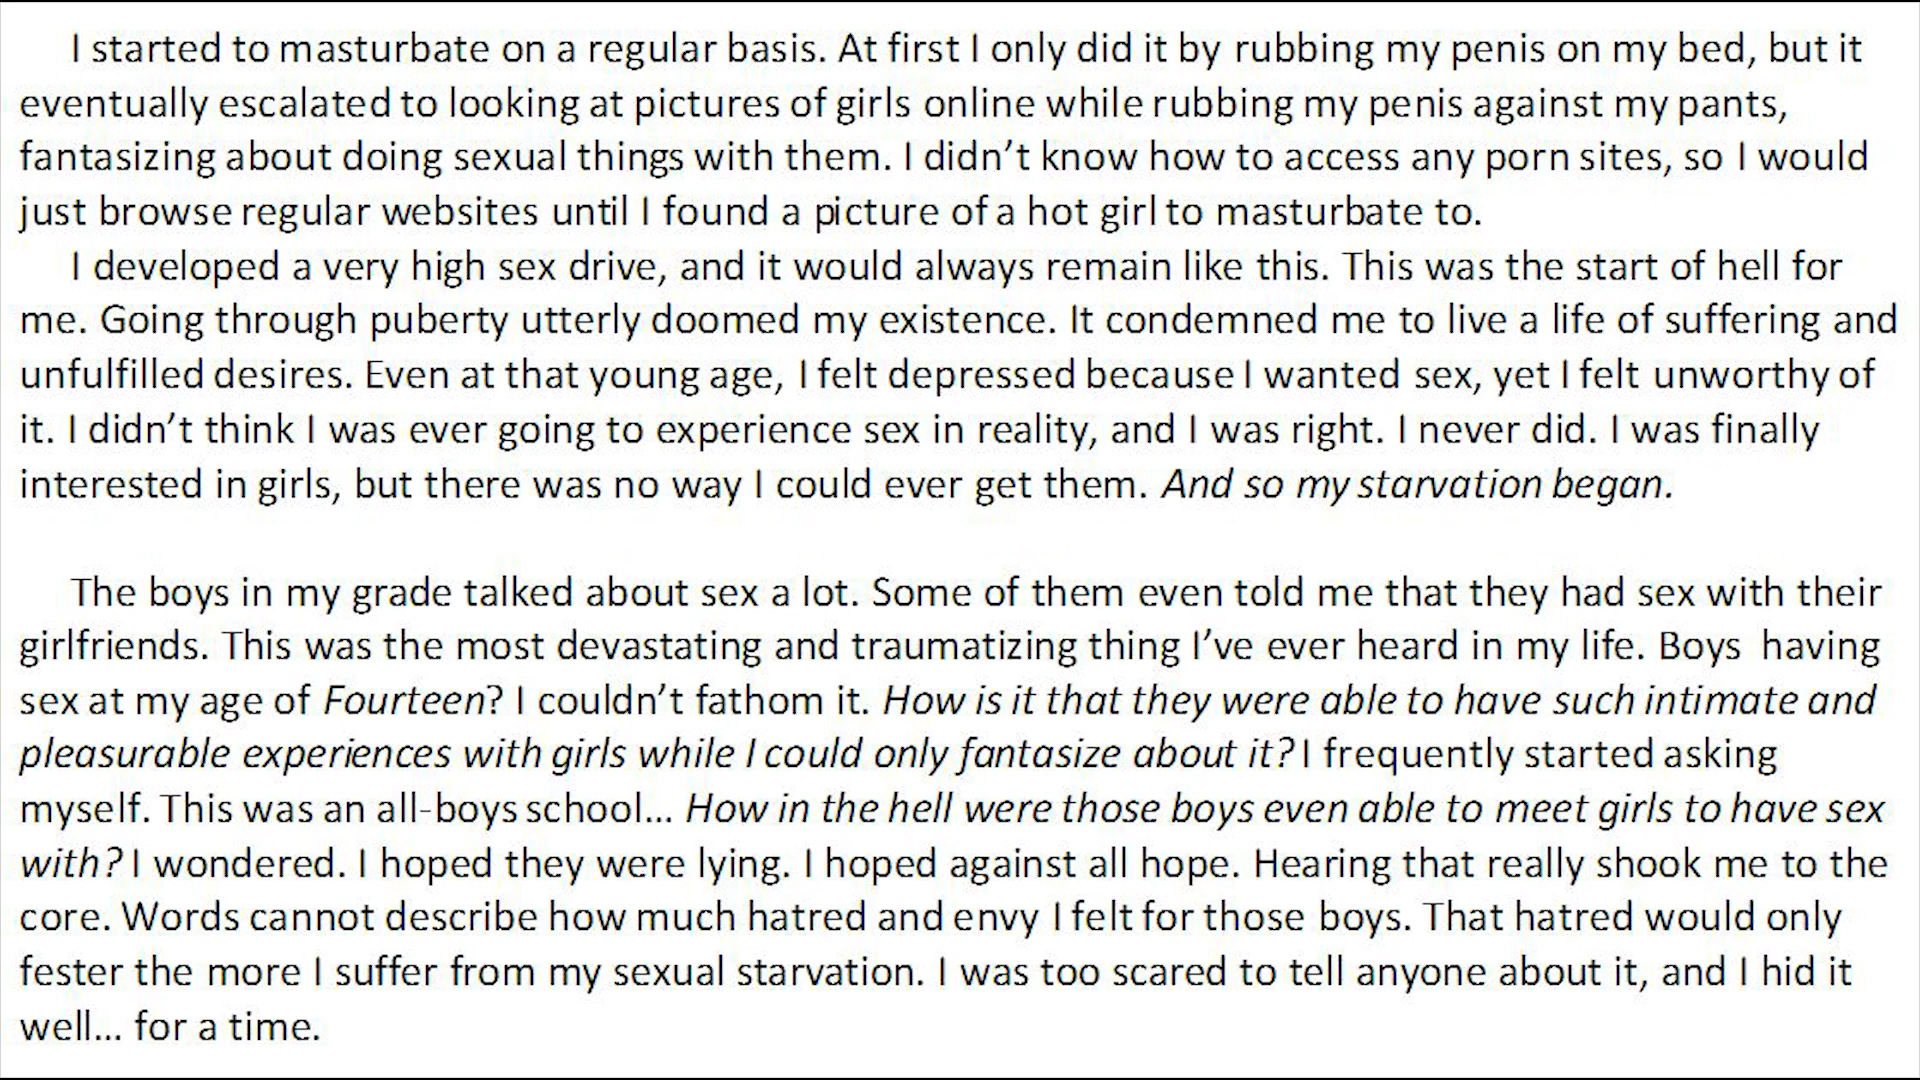 I started to masturbate on a regular basis. At first I only did it by rubbing my penis on my bed, but it
eventually escalated to looking at pictures of girls online while rubbing my penis against my pants,
fantasizing about doing sexual things with them. I didn't know how to access any porn sites, so I would
just browse regular websites until I found a picture of a hot girl to masturbate to.
I developed a very high sex drive, and it would always remain like this. This was the start of hell for
me. Going through puberty utterly doomed my existence. It condemned me to live a life of suffering and
unfulfilled desires. Even at that young age, I felt depressed because I wanted sex, yet I felt unworthy of
it. I didn't think I was ever going to experience sex in reality, and I was right. I never did. I was finally
interested in girls, but there was no way I could ever get them. And so my starvation began.
The boys in my grade talked about sex a lot. Some of them even told me that they had sex with their
girlfriends. This was the most devastating and traumatizing thing I've ever heard in my life. Boys having
sex at my age of Fourteen? I couldn't fathom it. How is it that they were able to have such intimate and
pleasurable experiences with girls while I could only fantasize about it? I frequently started asking
myself. This was an all-boys school... How in the hell were those boys even able to meet girls to have sex
with? I wondered. I hoped they were lying. I hoped against all hope. Hearing that really shook me to the
core. Words cannot describe how much hatred and envy I felt for those boys. That hatred would only
fester the more I suffer from my sexual starvation. I was too scared to tell anyone about it, and I hid it
well... for a time.